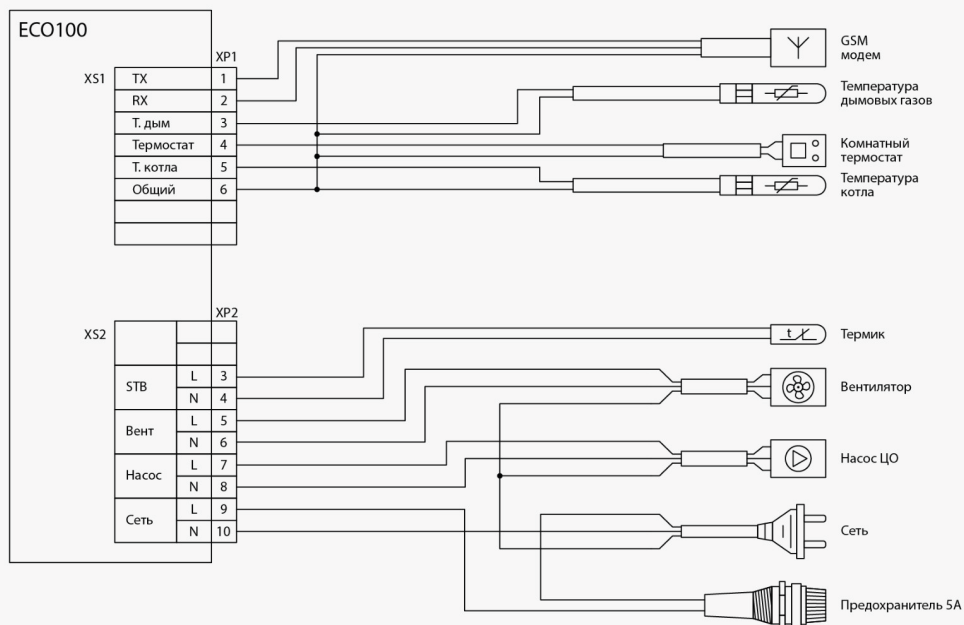 ECO100
XP1
XS1
TX 1
RX 2
Т. дым 3
Термостат 4
Т. котла 5
Общий 6
GSM
модем
Температура
дымовых газов
Комнатный
термостат
Температура
котла
XP2
XS2
STB
L 3
N 4
Вент
L 5
N 6
Насос
L 7
N 8
Сеть
L 9
N 10
t
Термик
Вентилятор
Насос ЦО
Сеть
Предохранитель 5А